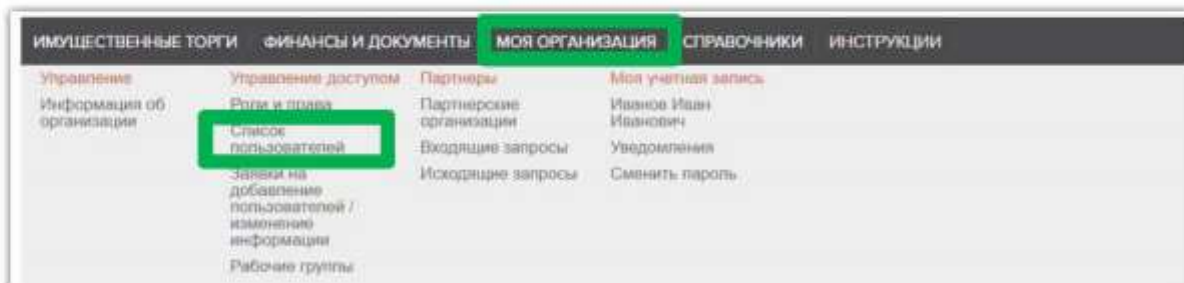 ИМУЩЕСТВЕННЫЕ ТОРГИ ФИНАНСЫ И ДОКУМЕНТЫ МОЯ ОРГАНИЗАЦИЯ СПРАВОЧНИКИ ИНСТРУКЦИИ
Управление
Информация об
организации
Управление доступом
Роли и права
Список
пользователей
Заявки на
добавление
пользователей /
изменение
информации
Рабочие группы
Партнеры
Партнерские
организации
Входящие запросы
Исходящие запросы
Моя учетная запись
Иванов Иван
Иванович
Уведомления
Сменить пароль